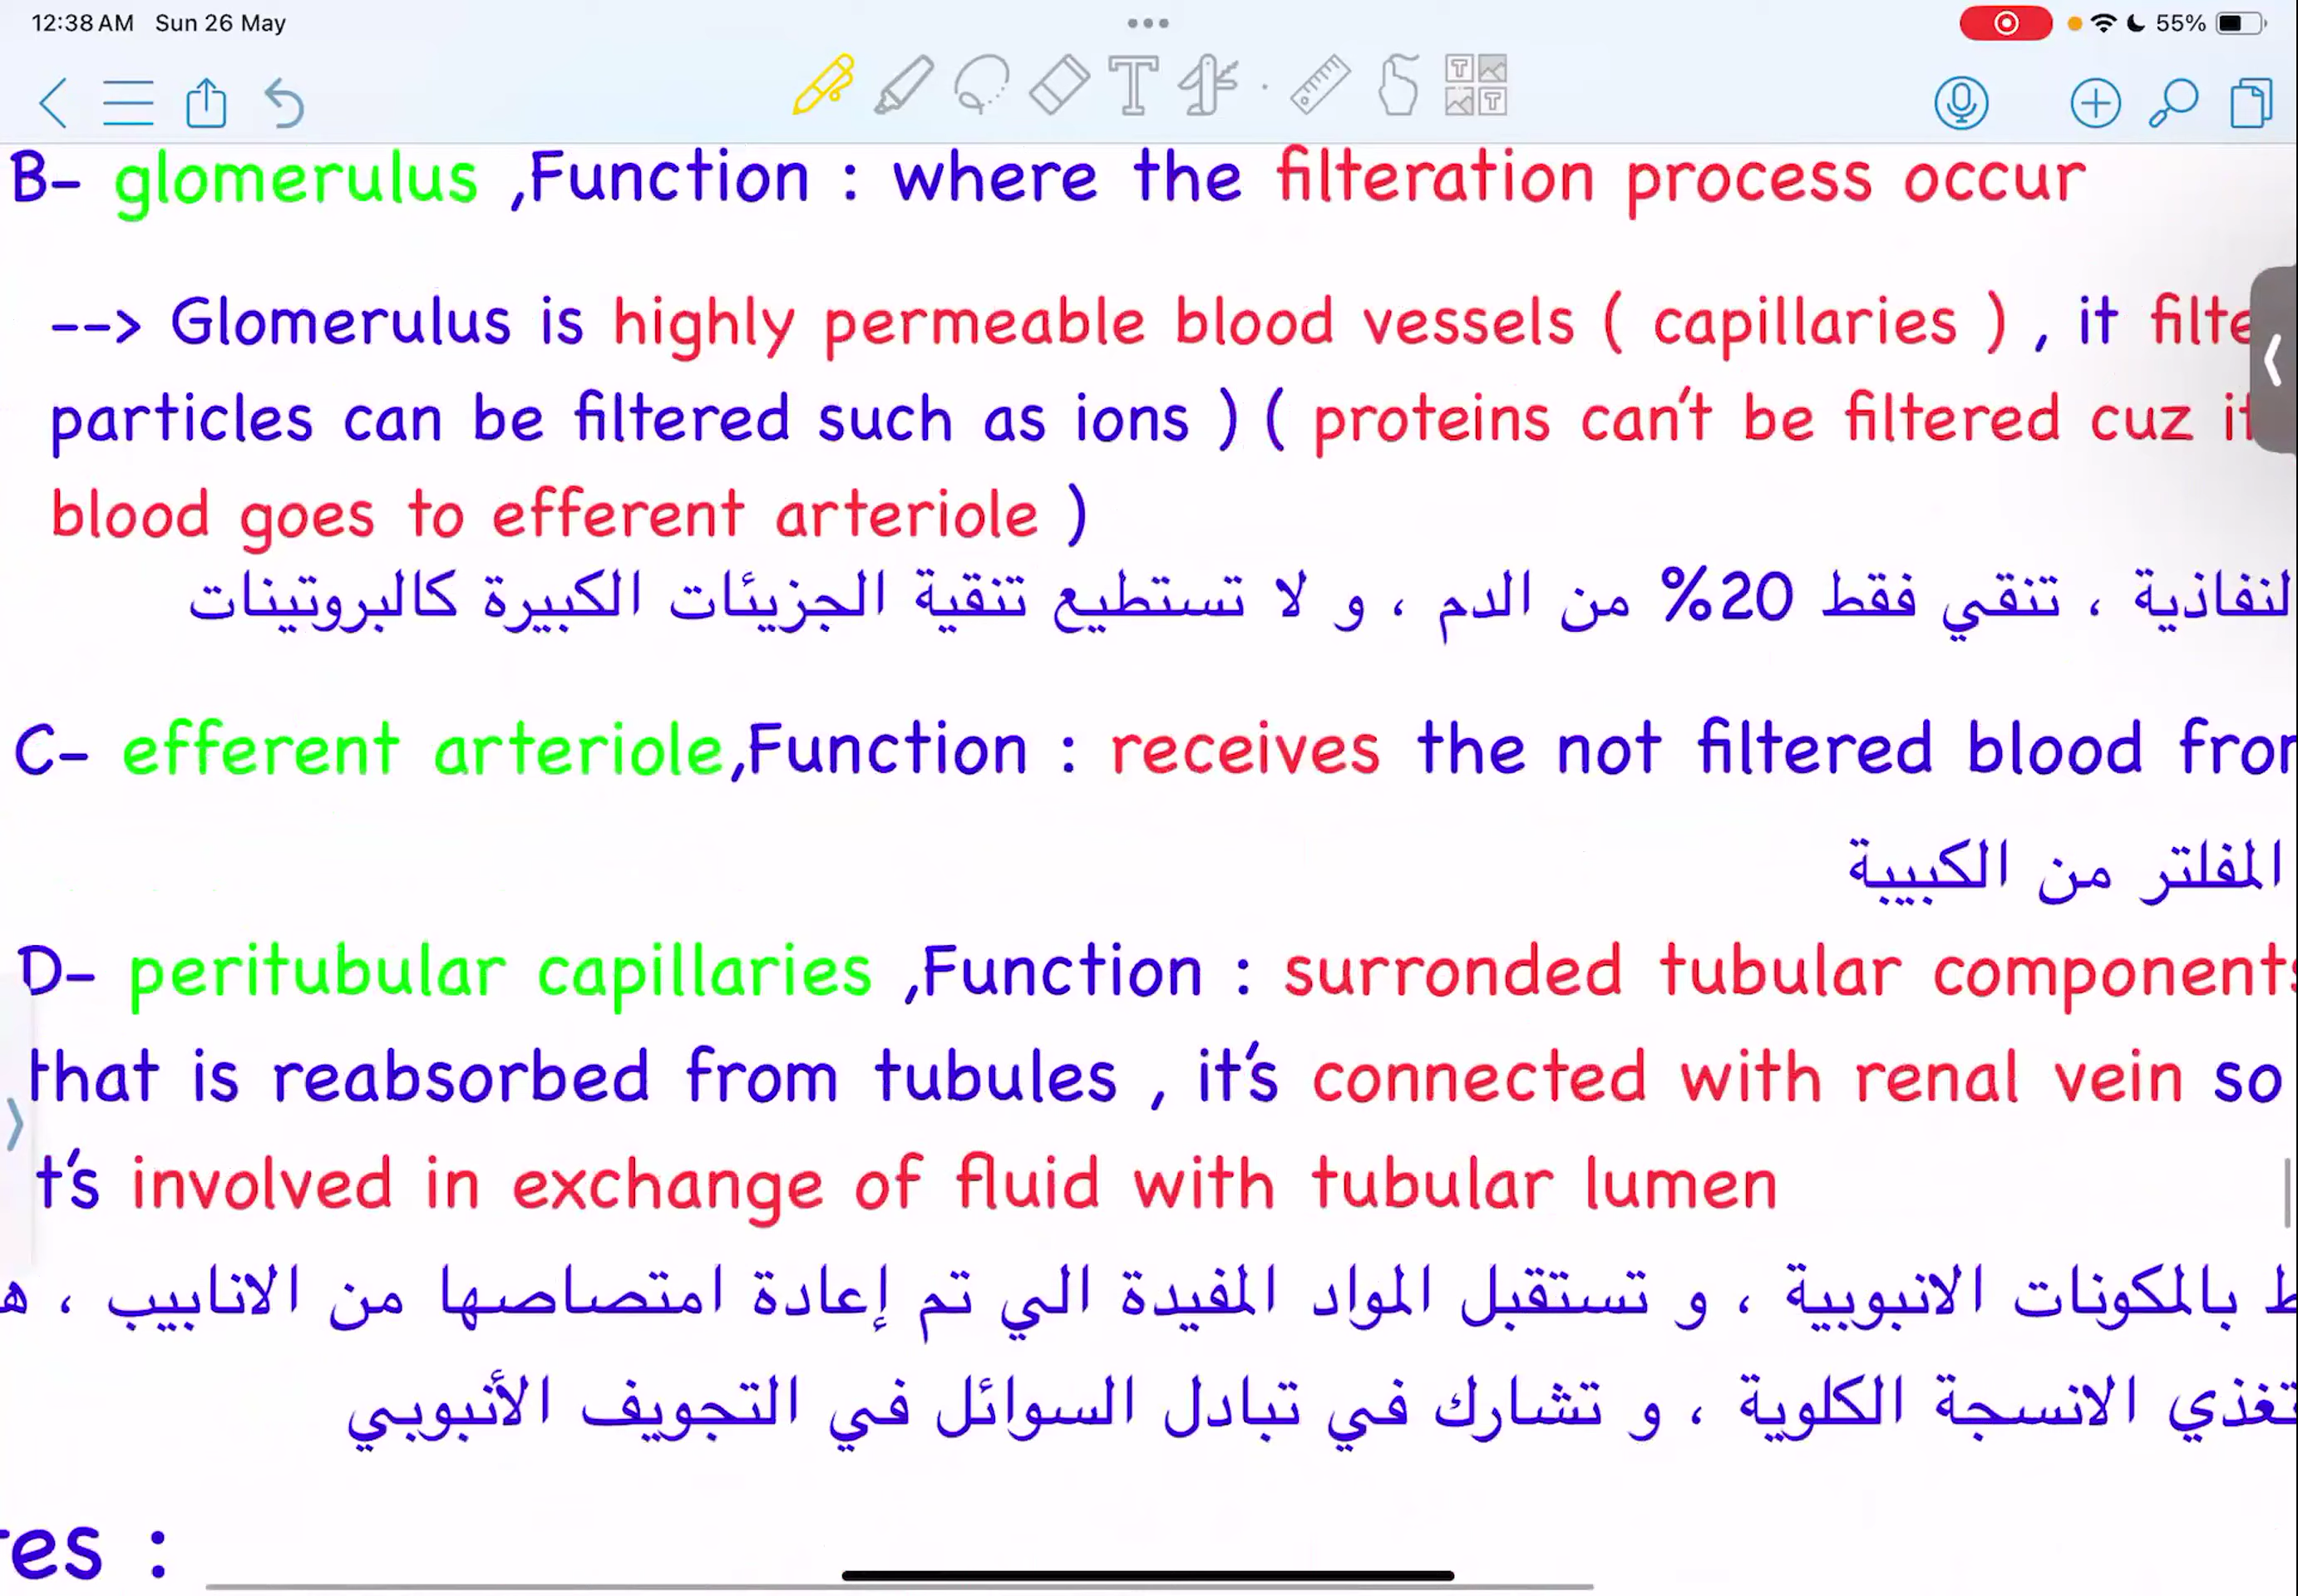 12:38 AM Sun 26 May
55%
B- glomerulus ,Function : where the filteration process occur
--> Glomerulus is highly permeable blood vessels ( capillaries ) , it filte
particles can be filtered such as ions ) ( proteins can't be filtered cuz it
blood goes to efferent arteriole )
لنفاذية ، تنقي فقط 20% من الدم ، و لا تستطيع تنقية الجزيئات الكبيرة كالبروتينات
C- efferent arteriole,Function : receives the not filtered blood from
المفلتر من الكبيبة
D- peritubular capillaries ,Function : surronded tubular components
that is reabsorbed from tubules , it's connected with renal vein so
t's involved in exchange of fluid with tubular lumen
ط بالمكونات الانبوبية ، و تستقبل المواد المفيدة الي تم إعادة امتصاصها من الانابيب ، ه
تغذي الانسجة الكلوية ، و تشارك في تبادل السوائل في التجويف الأنبوبي
res :